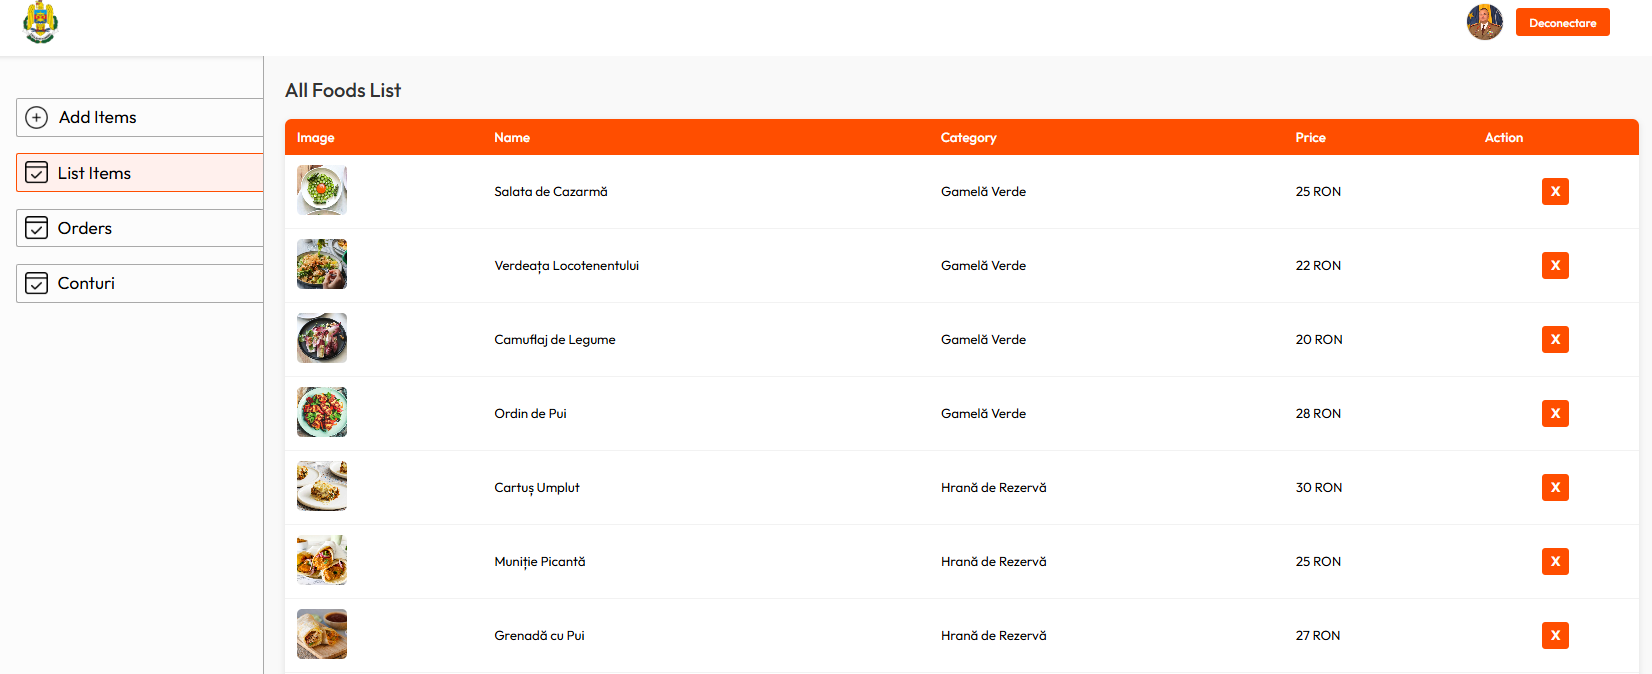 Deconectare
Add Items
List Items
Orders
Conturi
All Foods List
Image Name Category Price Action
Salata de Cazarmă Gamelă Verde 25 RON X
Verdeața Locotenentului Gamelă Verde 22 RON X
Camuflaj de Legume Gamelă Verde 20 RON X
Ordin de Pui Gamelă Verde 28 RON X
Cartuș Umplut Hrană de Rezervă 30 RON X
Muniție Picantă Hrană de Rezervă 25 RON X
Grenadă cu Pui Hrană de Rezervă 27 RON X